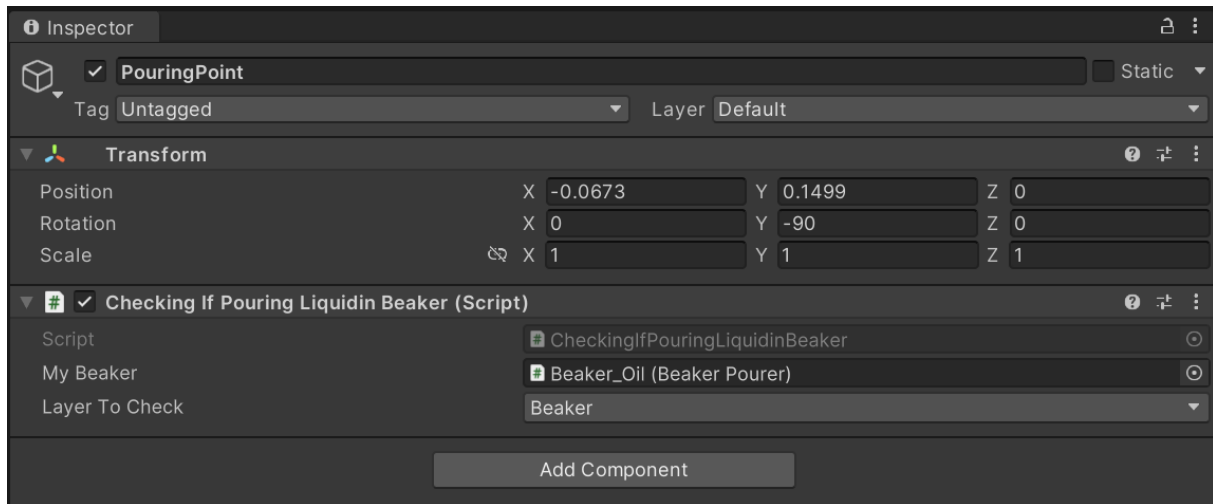 Inspector
PouringPoint Static
Tag Untagged Layer Default
Transform
Position X -0.0673 Y 0.1499 Z 0
Rotation X 0 Y -90 Z 0
Scale X 1 Y 1 Z 1
# Checking If Pouring Liquidin Beaker (Script)
Script # CheckingIfPouringLiquidinBeaker
My Beaker # Beaker_Oil (Beaker Pourer)
Layer To Check Beaker
Add Component